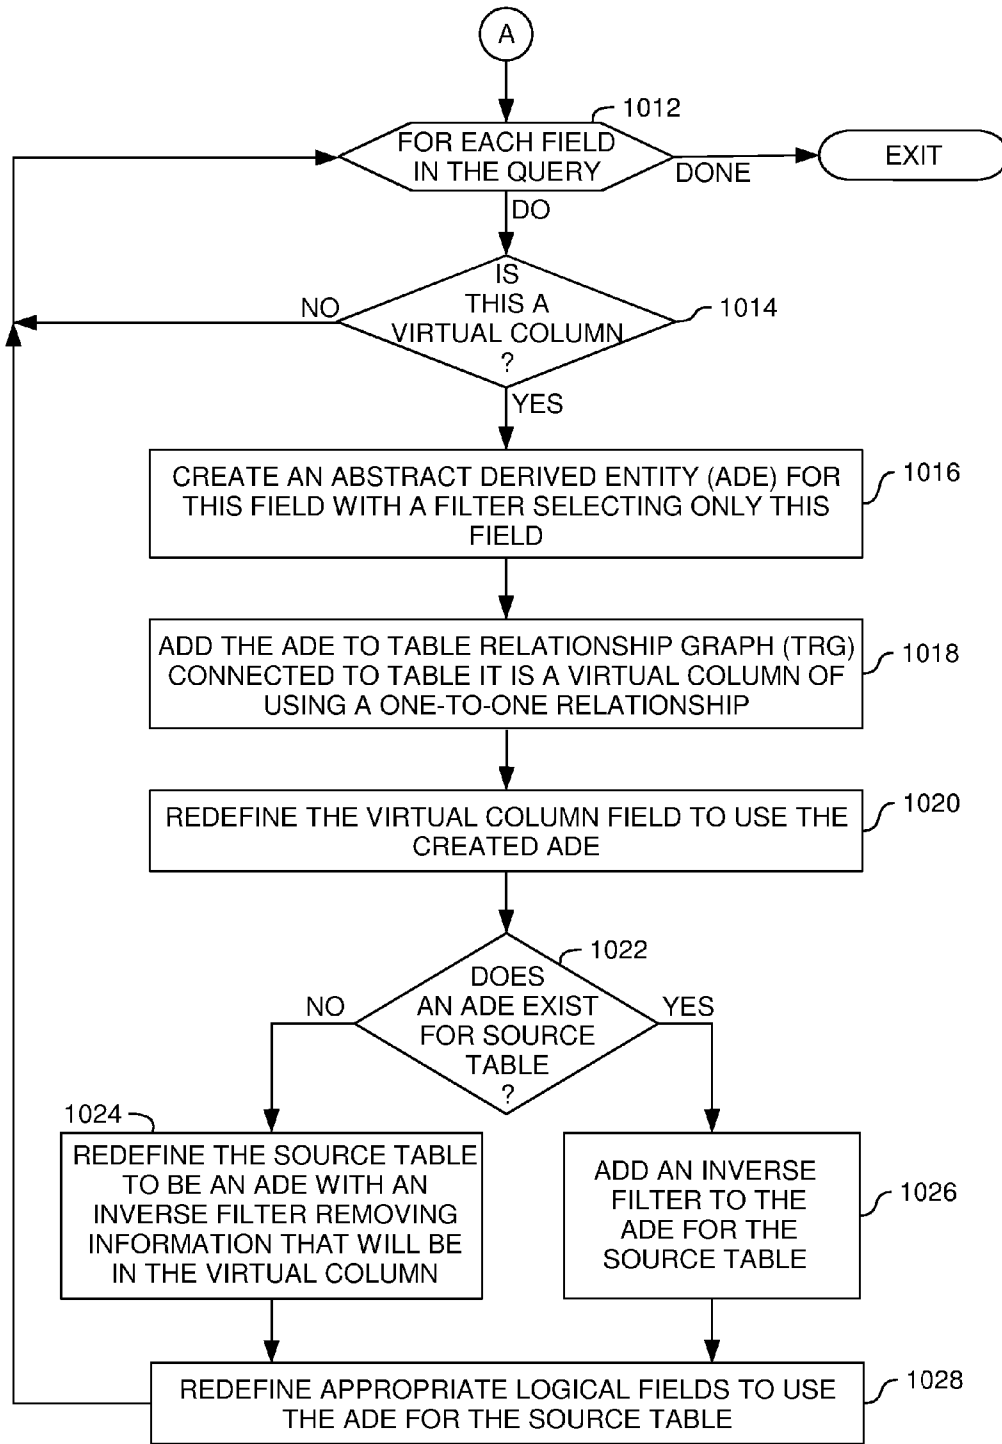 A
1012
FOR EACH FIELD
IN THE QUERY
DONE
EXIT
DO
IS
THIS A
VIRTUAL COLUMN
?
NO
1014
YES
CREATE AN ABSTRACT DERIVED ENTITY (ADE) FOR
THIS FIELD WITH A FILTER SELECTING ONLY THIS
FIELD
1016
ADD THE ADE TO TABLE RELATIONSHIP GRAPH (TRG)
CONNECTED TO TABLE IT IS A VIRTUAL COLUMN OF
USING A ONE-TO-ONE RELATIONSHIP
1018
REDEFINE THE VIRTUAL COLUMN FIELD TO USE THE
CREATED ADE
1020
1022
DOES
AN ADE EXIST
FOR SOURCE
TABLE
?
NO
YES
1024
REDEFINE THE SOURCE TABLE
TO BE AN ADE WITH AN
INVERSE FILTER REMOVING
INFORMATION THAT WILL BE
IN THE VIRTUAL COLUMN
ADD AN INVERSE
FILTER TO THE
ADE FOR THE
SOURCE TABLE
1026
REDEFINE APPROPRIATE LOGICAL FIELDS TO USE
THE ADE FOR THE SOURCE TABLE
1028